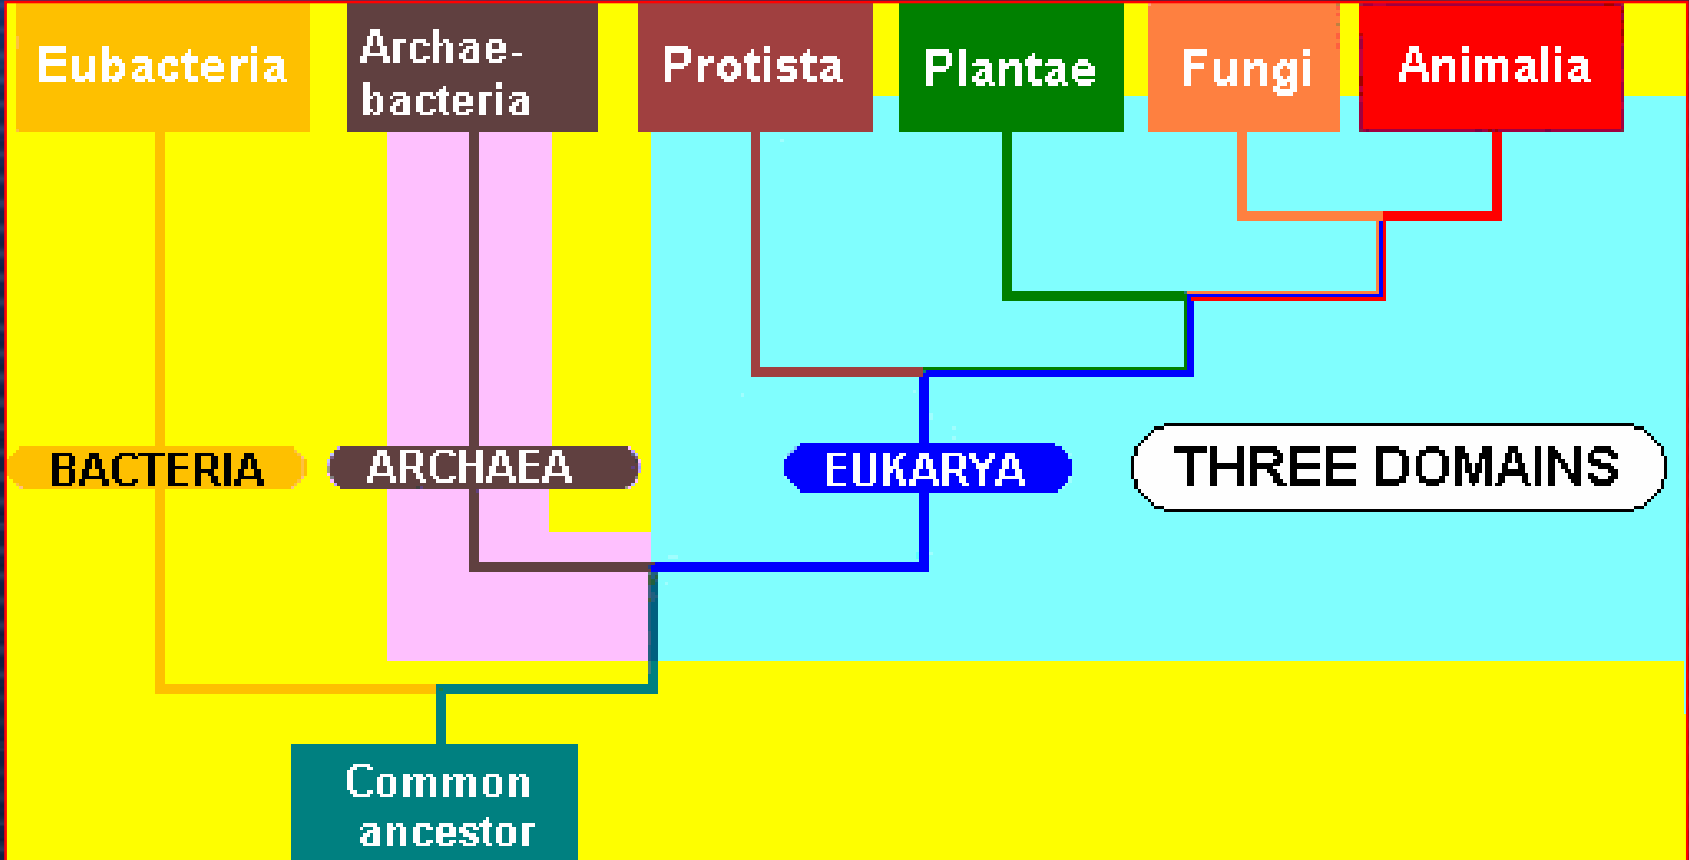 Eubacteria
Archae-
bacteria
Protista
Plantae
Fungi
Animalia
BACTERIA
ARCHAEA
EUKARYA
THREE DOMAINS
Common
ancestor